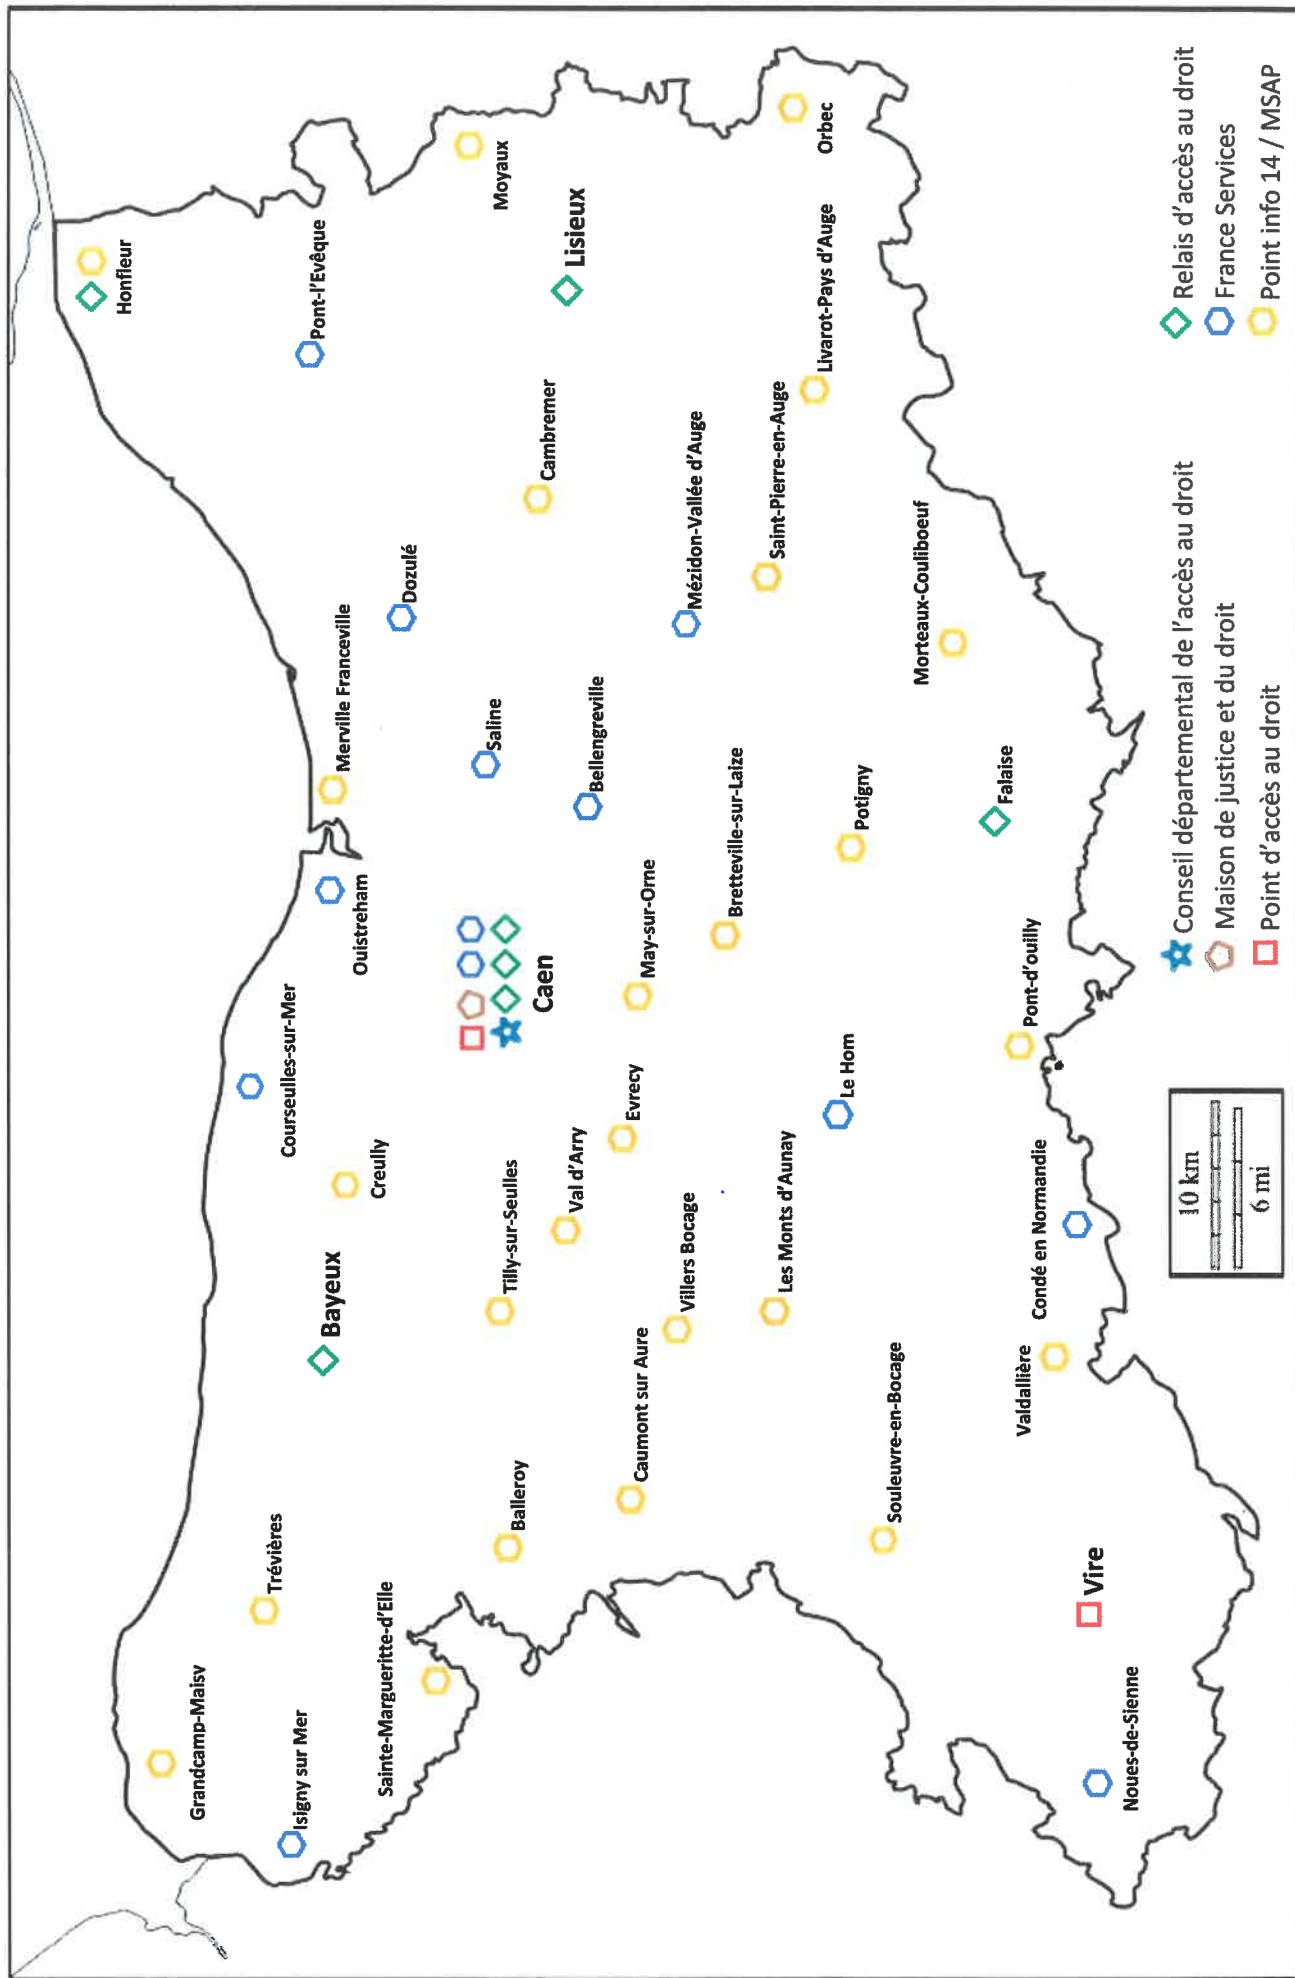 Honfleur
Grandcamp-Maisy
Courseulles-sur-Mer
Trévières
Isigny sur Mer
Pont-l'Evêque
Bayeux
Merville Franceville
Ouistreham
Creully
Sainte-Margueritte-d'Elle
Dozulé
Moyaux
Saline
Tilly-sur-Seulles
Balleroy
Caen
Cambremer
Lisieux
Val d'Arry
Bellengreville
Evrecy
Caumont sur Aure
May-sur-Orne
Villers Bocage
Mézidon-Vallée d'Auge
Bretteville-sur-Laize
Saint-Pierre-en-Auge
Les Monts d'Aunay
Livarot-Pays d'Auge
Orbec
Le Hom
Potigny
Souleuvre-en-Bocage
Morteaux-Couliboeuf
Falaise
Pont-d'ouilly
Valdallière
Condé en Normandie
Vire
Noues-de-Sienne
10 km
6 mi
Conseil départemental de l'accès au droit
Maison de justice et du droit
Point d'accès au droit
Relais d'accès au droit
France Services
Point info 14 / MSAP